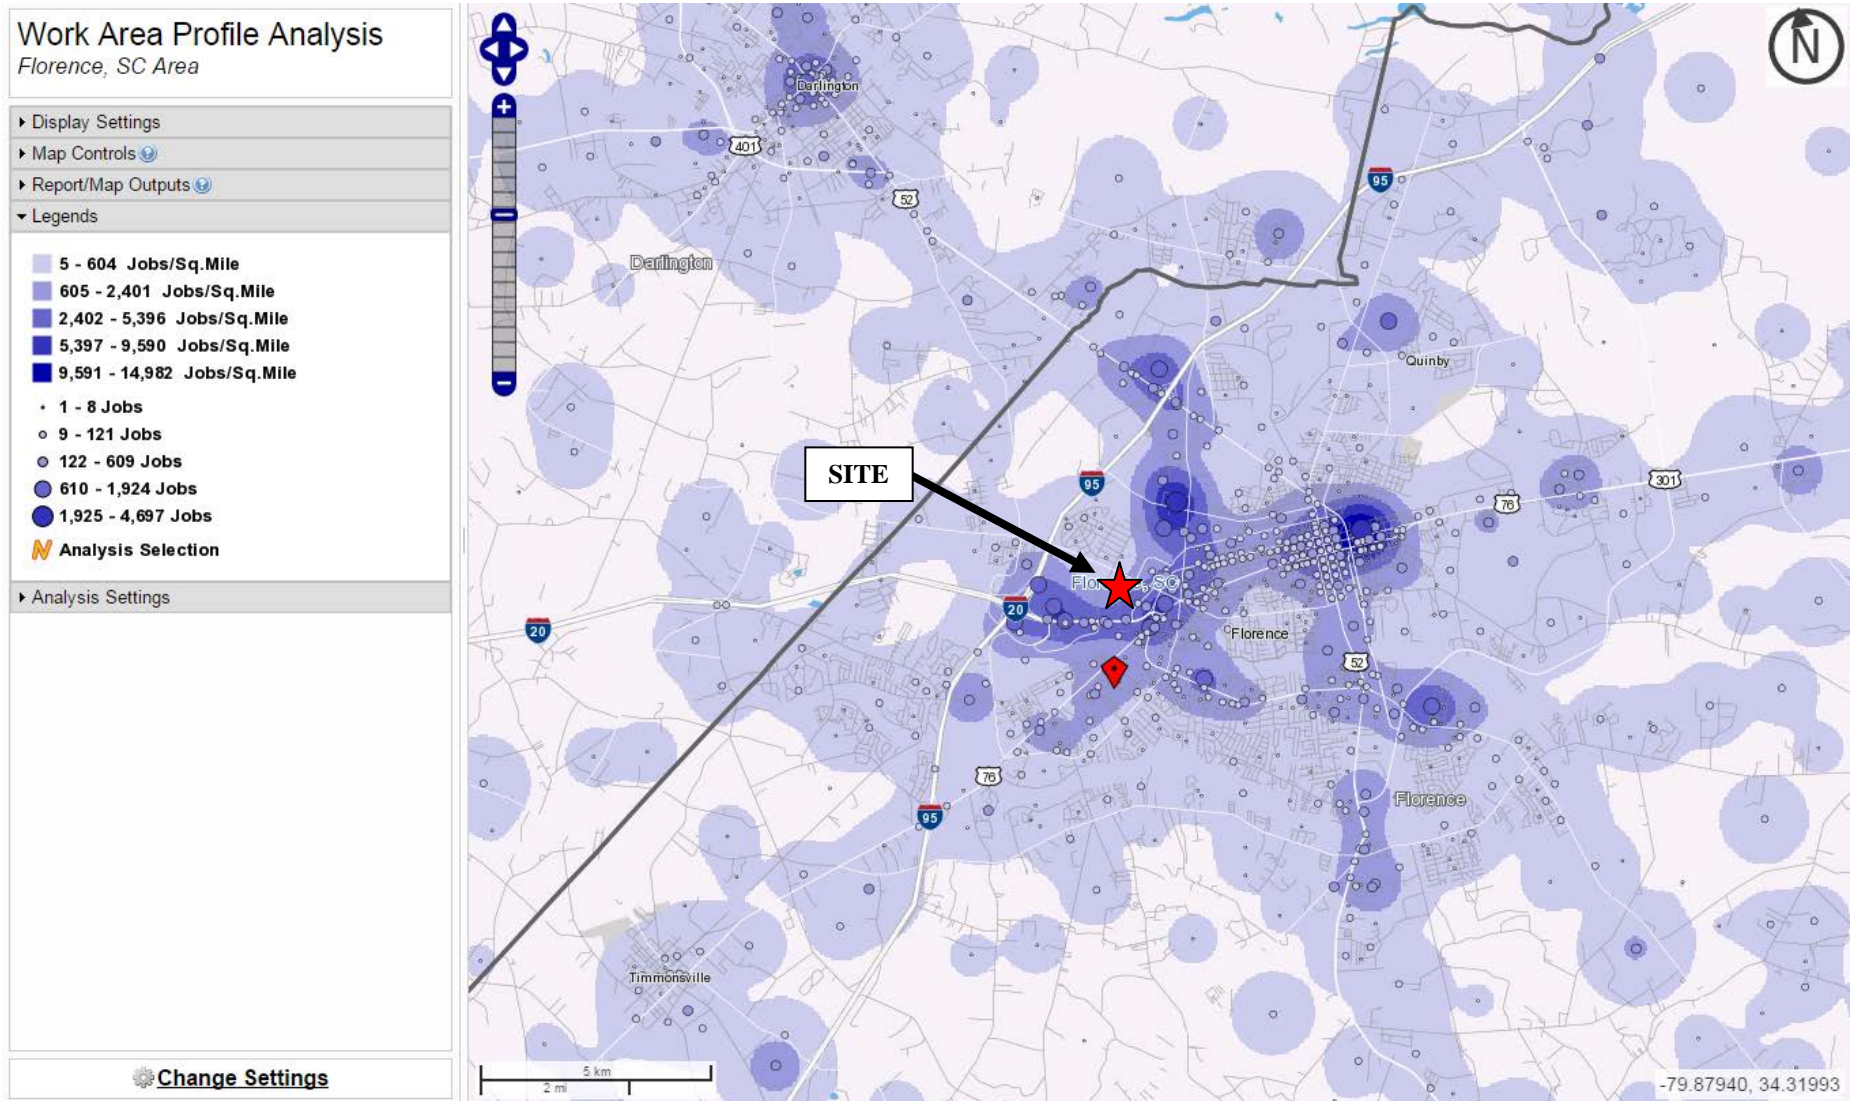 Work Area Profile Analysis
Florence, SC Area
Display Settings
Map Controls
Report/Map Outputs
Legends
5 - 604 Jobs/Sq.Mile
605 - 2,401 Jobs/Sq.Mile
2,402 - 5,396 Jobs/Sq.Mile
5,397 - 9,590 Jobs/Sq.Mile
9,591 - 14,982 Jobs/Sq.Mile
1 - 8 Jobs
9 - 121 Jobs
122 - 609 Jobs
610 - 1,924 Jobs
1,925 - 4,697 Jobs
Analysis Selection
Analysis Settings
Change Settings
N
Darlington
401
52
95
Darlington
Quinby
SITE
95
301
76
Flo SC
20
20
Florence
52
76
Florence
95
Timmonsville
5 km
2 mi
-79.87940, 34.31993